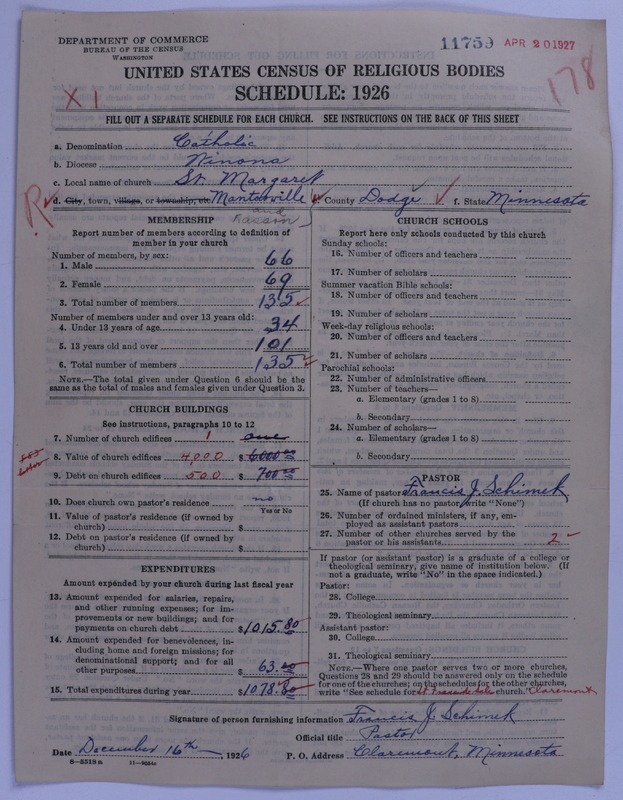 DEPARTMENT OF COMMERCE
BUREAU OF THE CENSUS
WASHINGTON
11759 APR 20 1927
UNITED STATES CENSUS OF RELIGIOUS BODIES
SCHEDULE: 1926
X 1
178
FILL OUT A SEPARATE SCHEDULE FOR EACH CHURCH. SEE INSTRUCTIONS ON THE BACK OF THIS SHEET
a. Denomination Catholic
b. Diocese Winona
c. Local name of church St. Margaret
R d. City, town, village, or township, etc. Mantorville County Dodge f. State Minnesota
and Kasson
MEMBERSHIP
Report number of members according to definition of
member in your church
Number of members, by sex:
1. Male 66
2. Female 69
3. Total number of members 135
Number of members under and over 13 years old:
4. Under 13 years of age 34
5. 13 years old and over 101
6. Total number of members 135
NOTE.—The total given under Question 6 should be the
same as the total of males and females given under Question 3.
CHURCH BUILDINGS
See instructions, paragraphs 10 to 12
7. Number of church edifices 1 one
letter 8. Value of church edifices 4,000 $ 6000.00
9. Debt on church edifices 500 $ 700.00
10. Does church own pastor's residence no
Yes or No
11. Value of pastor's residence (if owned by
church) $
12. Debt on pastor's residence (if owned by
church) $
EXPENDITURES
Amount expended by your church during last fiscal year
13. Amount expended for salaries, repairs,
and other running expenses; for im-
provements or new buildings; and for
payments on church debt $1015.80
14. Amount expended for benevolences, in-
cluding home and foreign missions; for
denominational support; and for all
other purposes $ 63.00
15. Total expenditures during year $1078.80
CHURCH SCHOOLS
Report here only schools conducted by this church
Sunday schools:
16. Number of officers and teachers
17. Number of scholars
Summer vacation Bible schools:
18. Number of officers and teachers
19. Number of scholars
Week-day religious schools:
20. Number of officers and teachers
21. Number of scholars
Parochial schools:
22. Number of administrative officers
23. Number of teachers—
a. Elementary (grades 1 to 8)
b. Secondary
24. Number of scholars—
a. Elementary (grades 1 to 8)
b. Secondary
PASTOR
25. Name of pastor Francis J. Schimek
(If church has no pastor, write "None")
26. Number of ordained ministers, if any, em-
ployed as assistant pastors
27. Number of other churches served by the
pastor or his assistants 2
If pastor (or assistant pastor) is a graduate of a college or
theological seminary, give name of institution below. (If
not a graduate, write "No" in the space indicated.)
Pastor:
28. College
29. Theological seminary
Assistant pastor:
30. College
31. Theological seminary
NOTE.—Where one pastor serves two or more churches,
Questions 28 and 29 should be answered only on the schedule
for one of the churches; on the schedules for the other churches,
write "See schedule for church." Claremont
Signature of person furnishing information Francis J. Schimek
Official title Pastor
Date December 16th, 1926 P. O. Address Claremont, Minnesota
8—5519 a